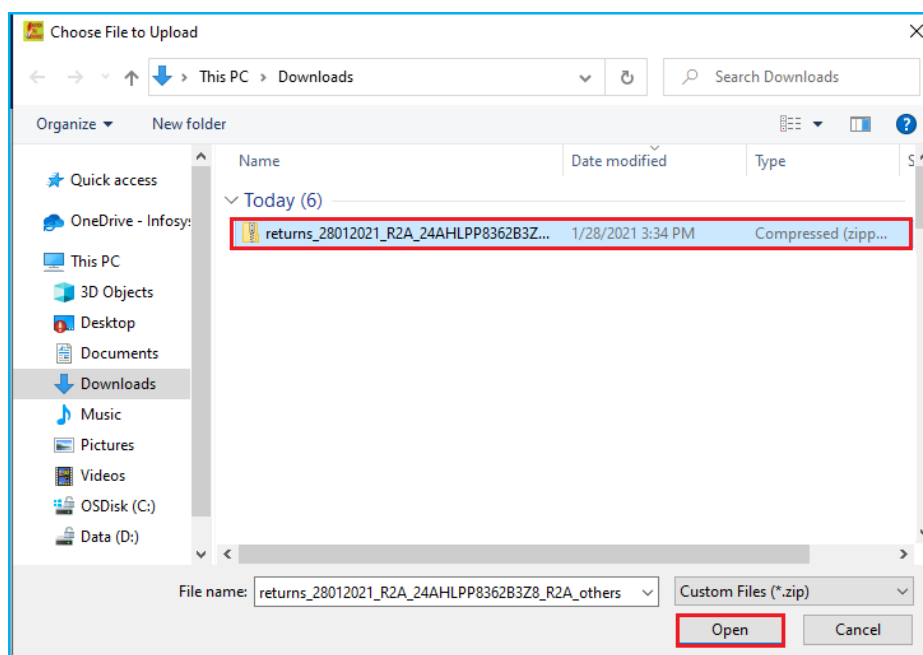 Choose File to Upload
This PC > Downloads
Search Downloads
Organize
New folder
Name
Date modified
Type
Quick access
OneDrive - Infosy
This PC
3D Objects
Desktop
Documents
Downloads
Music
Pictures
Videos
OSDisk (C:)
Data (D:)
Today (6)
returns_28012021_R2A_24AHLPP8362B3Z... 1/28/2021 3:34 PM Compressed (zipp...
File name: returns_28012021_R2A_24AHLPP8362B3Z8_R2A_others
Custom Files (*.zip)
Open
Cancel